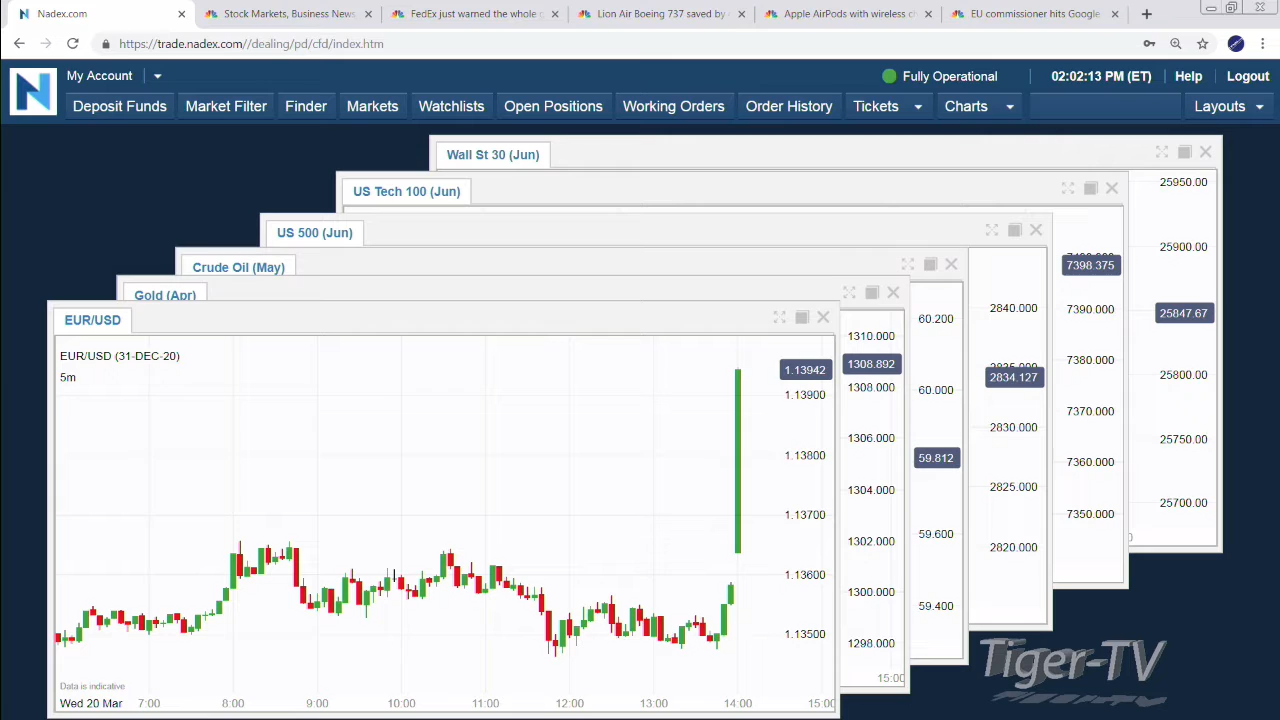 Nadex.com
Stock Markets, Business News
FedEx just warned the whole g
Lion Air Boeing 737 saved by a
Apple AirPods with wireless ch
EU commissioner hits Google
https://trade.nadex.com//dealing/pd/cfd/index.htm
N
My Account
Fully Operational
02:02:13 PM (ET)
Help
Logout
Deposit Funds
Market Filter
Finder
Markets
Watchlists
Open Positions
Working Orders
Order History
Tickets
Charts
Layouts
Wall St 30 (Jun)
25950.00
25900.00
25847.67
25800.00
25750.00
25700.00
US Tech 100 (Jun)
7398.375
7390.000
7380.000
7370.000
7360.000
7350.000
US 500 (Jun)
2840.000
2834.127
2830.000
2825.000
2820.000
Crude Oil (May)
60.200
60.000
59.812
59.600
59.400
Gold (Apr)
1310.000
1308.892
1308.000
1306.000
1304.000
1302.000
1300.000
1298.000
15:00
EUR/USD
EUR/USD (31-DEC-20)
5m
1.13942
1.13900
1.13800
1.13700
1.13600
1.13500
Data is indicative
Wed 20 Mar 7:00 8:00 9:00 10:00 11:00 12:00 13:00 14:00 15:00
Tiger-TV